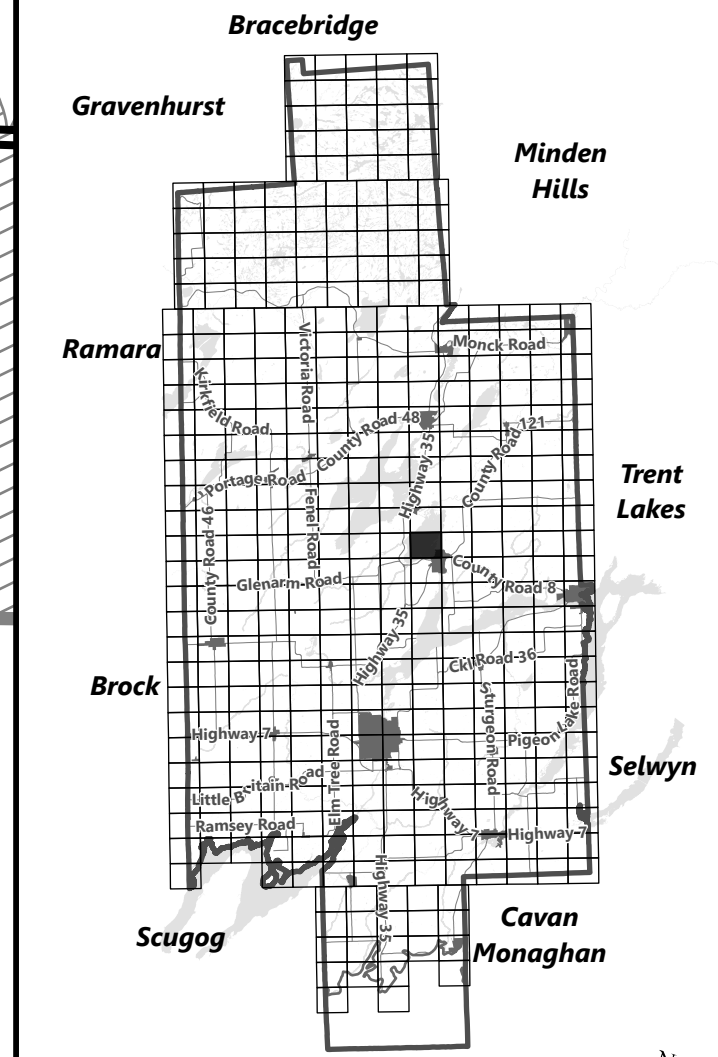 Bracebridge
Gravenhurst
Minden
Hills
Ramara
Monck Road
Victoria Road
Kirkfield Road
County Road 48
121
Highway 35
County Road
Portage Road
Trent
Lakes
Fenel Road
County Road 46
County Road 8
Glenarm Road
Highway 35
Ckl Road 36
Brock
Sturgeon Road
Pigeon Lake Road
Highway 7
Elm Tree Road
Selwyn
Little Britain Road
Highway 7
Ramsey Road
Highway 7
Highway 35
Cavan
Monaghan
Scugog
N